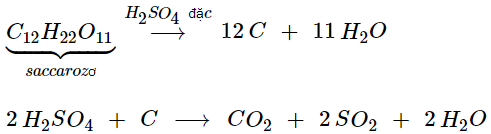 C₁₂H₂₂O₁₁ H₂SO₄ đặc ⟶ 12 C + 11 H₂O
saccarozơ
2 H₂SO₄ + C ⟶ CO₂ + 2 SO₂ + 2 H₂O